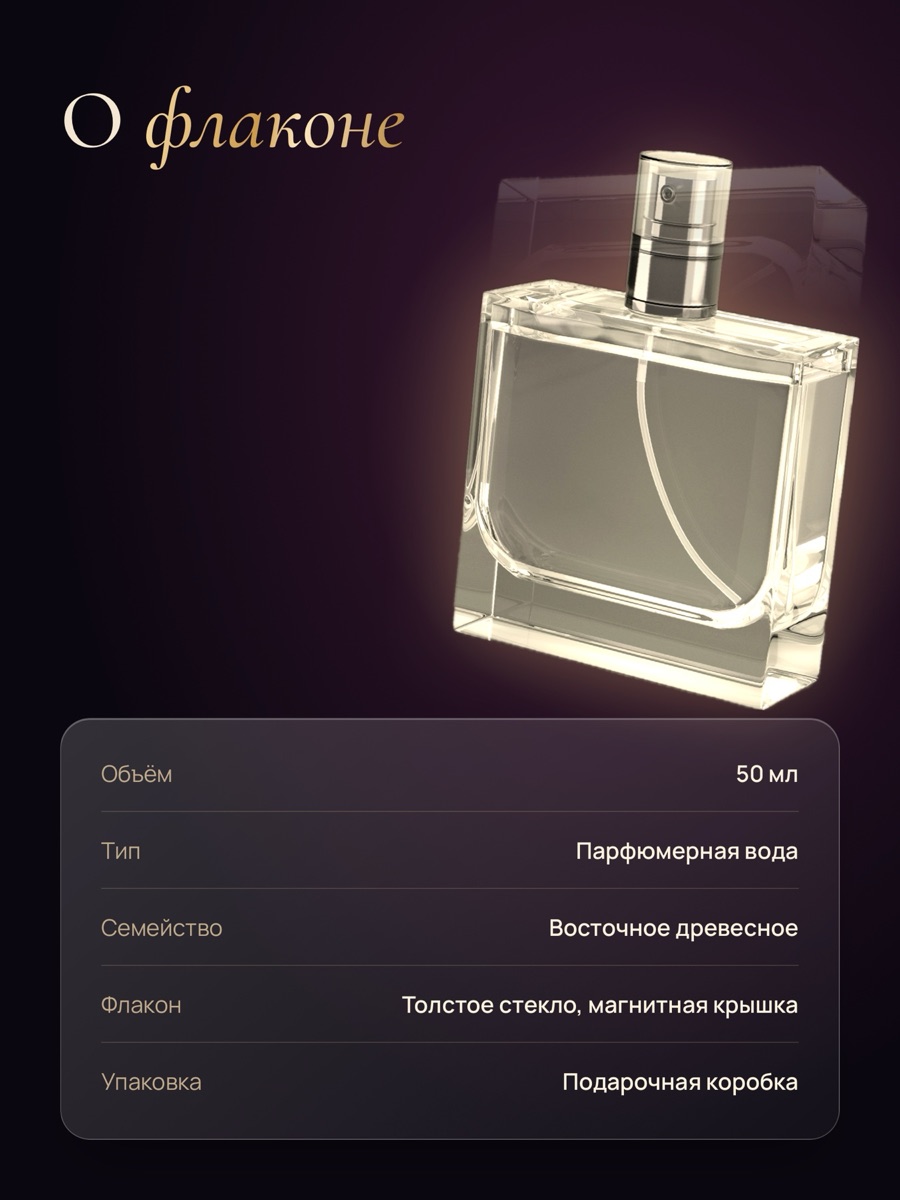 О флаконе
Объём 50 мл
Тип Парфюмерная вода
Семейство Восточное древесное
Флакон Толстое стекло, магнитная крышка
Упаковка Подарочная коробка